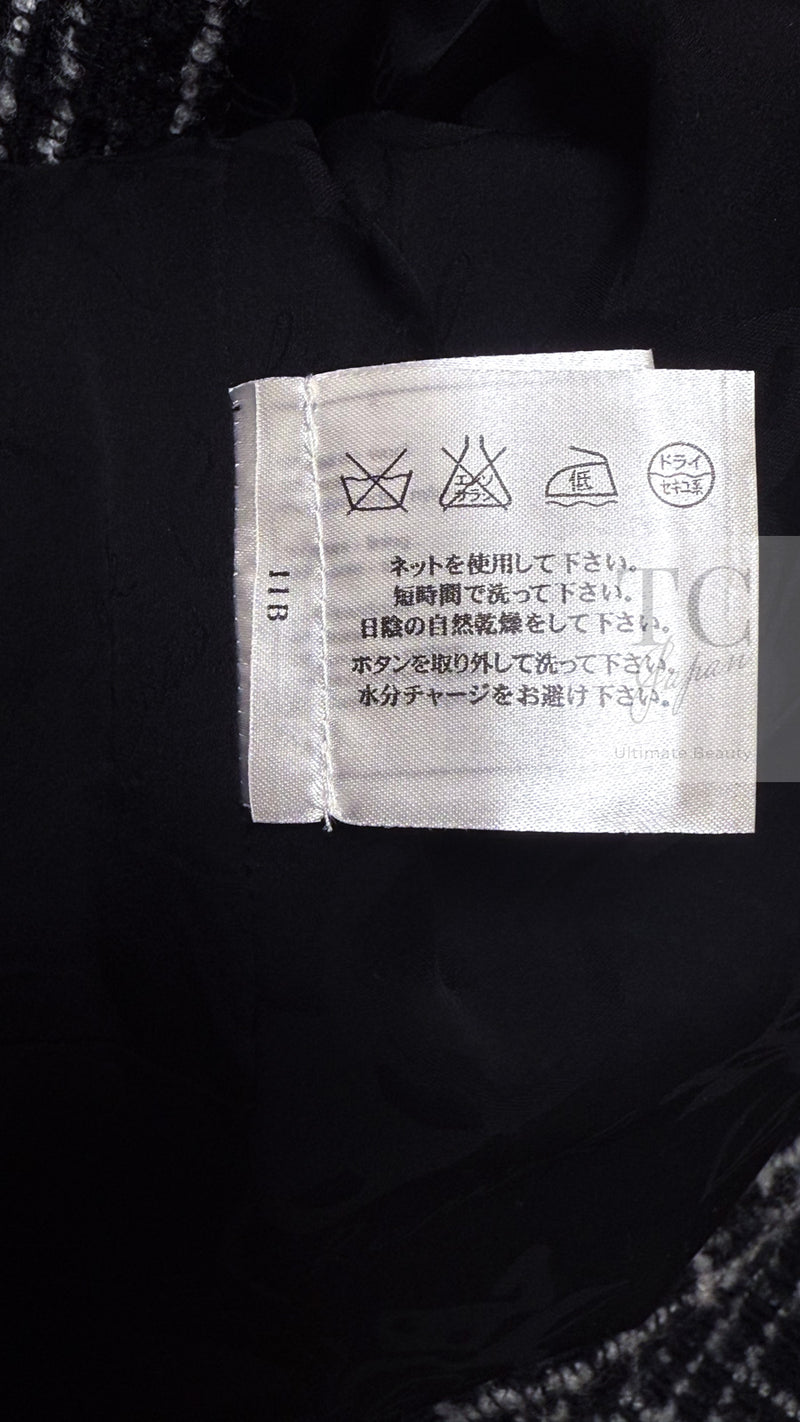 エンソ
カラン
低
ドライ
セキユ系
ネットを使用して下さい。
短時間で洗って下さい。
日陰の自然乾燥をして下さい。
ボタンを取り外して洗って下さい。
水分チャージをお避け下さい。
11B
TC
Japan
Ultimate Beauty